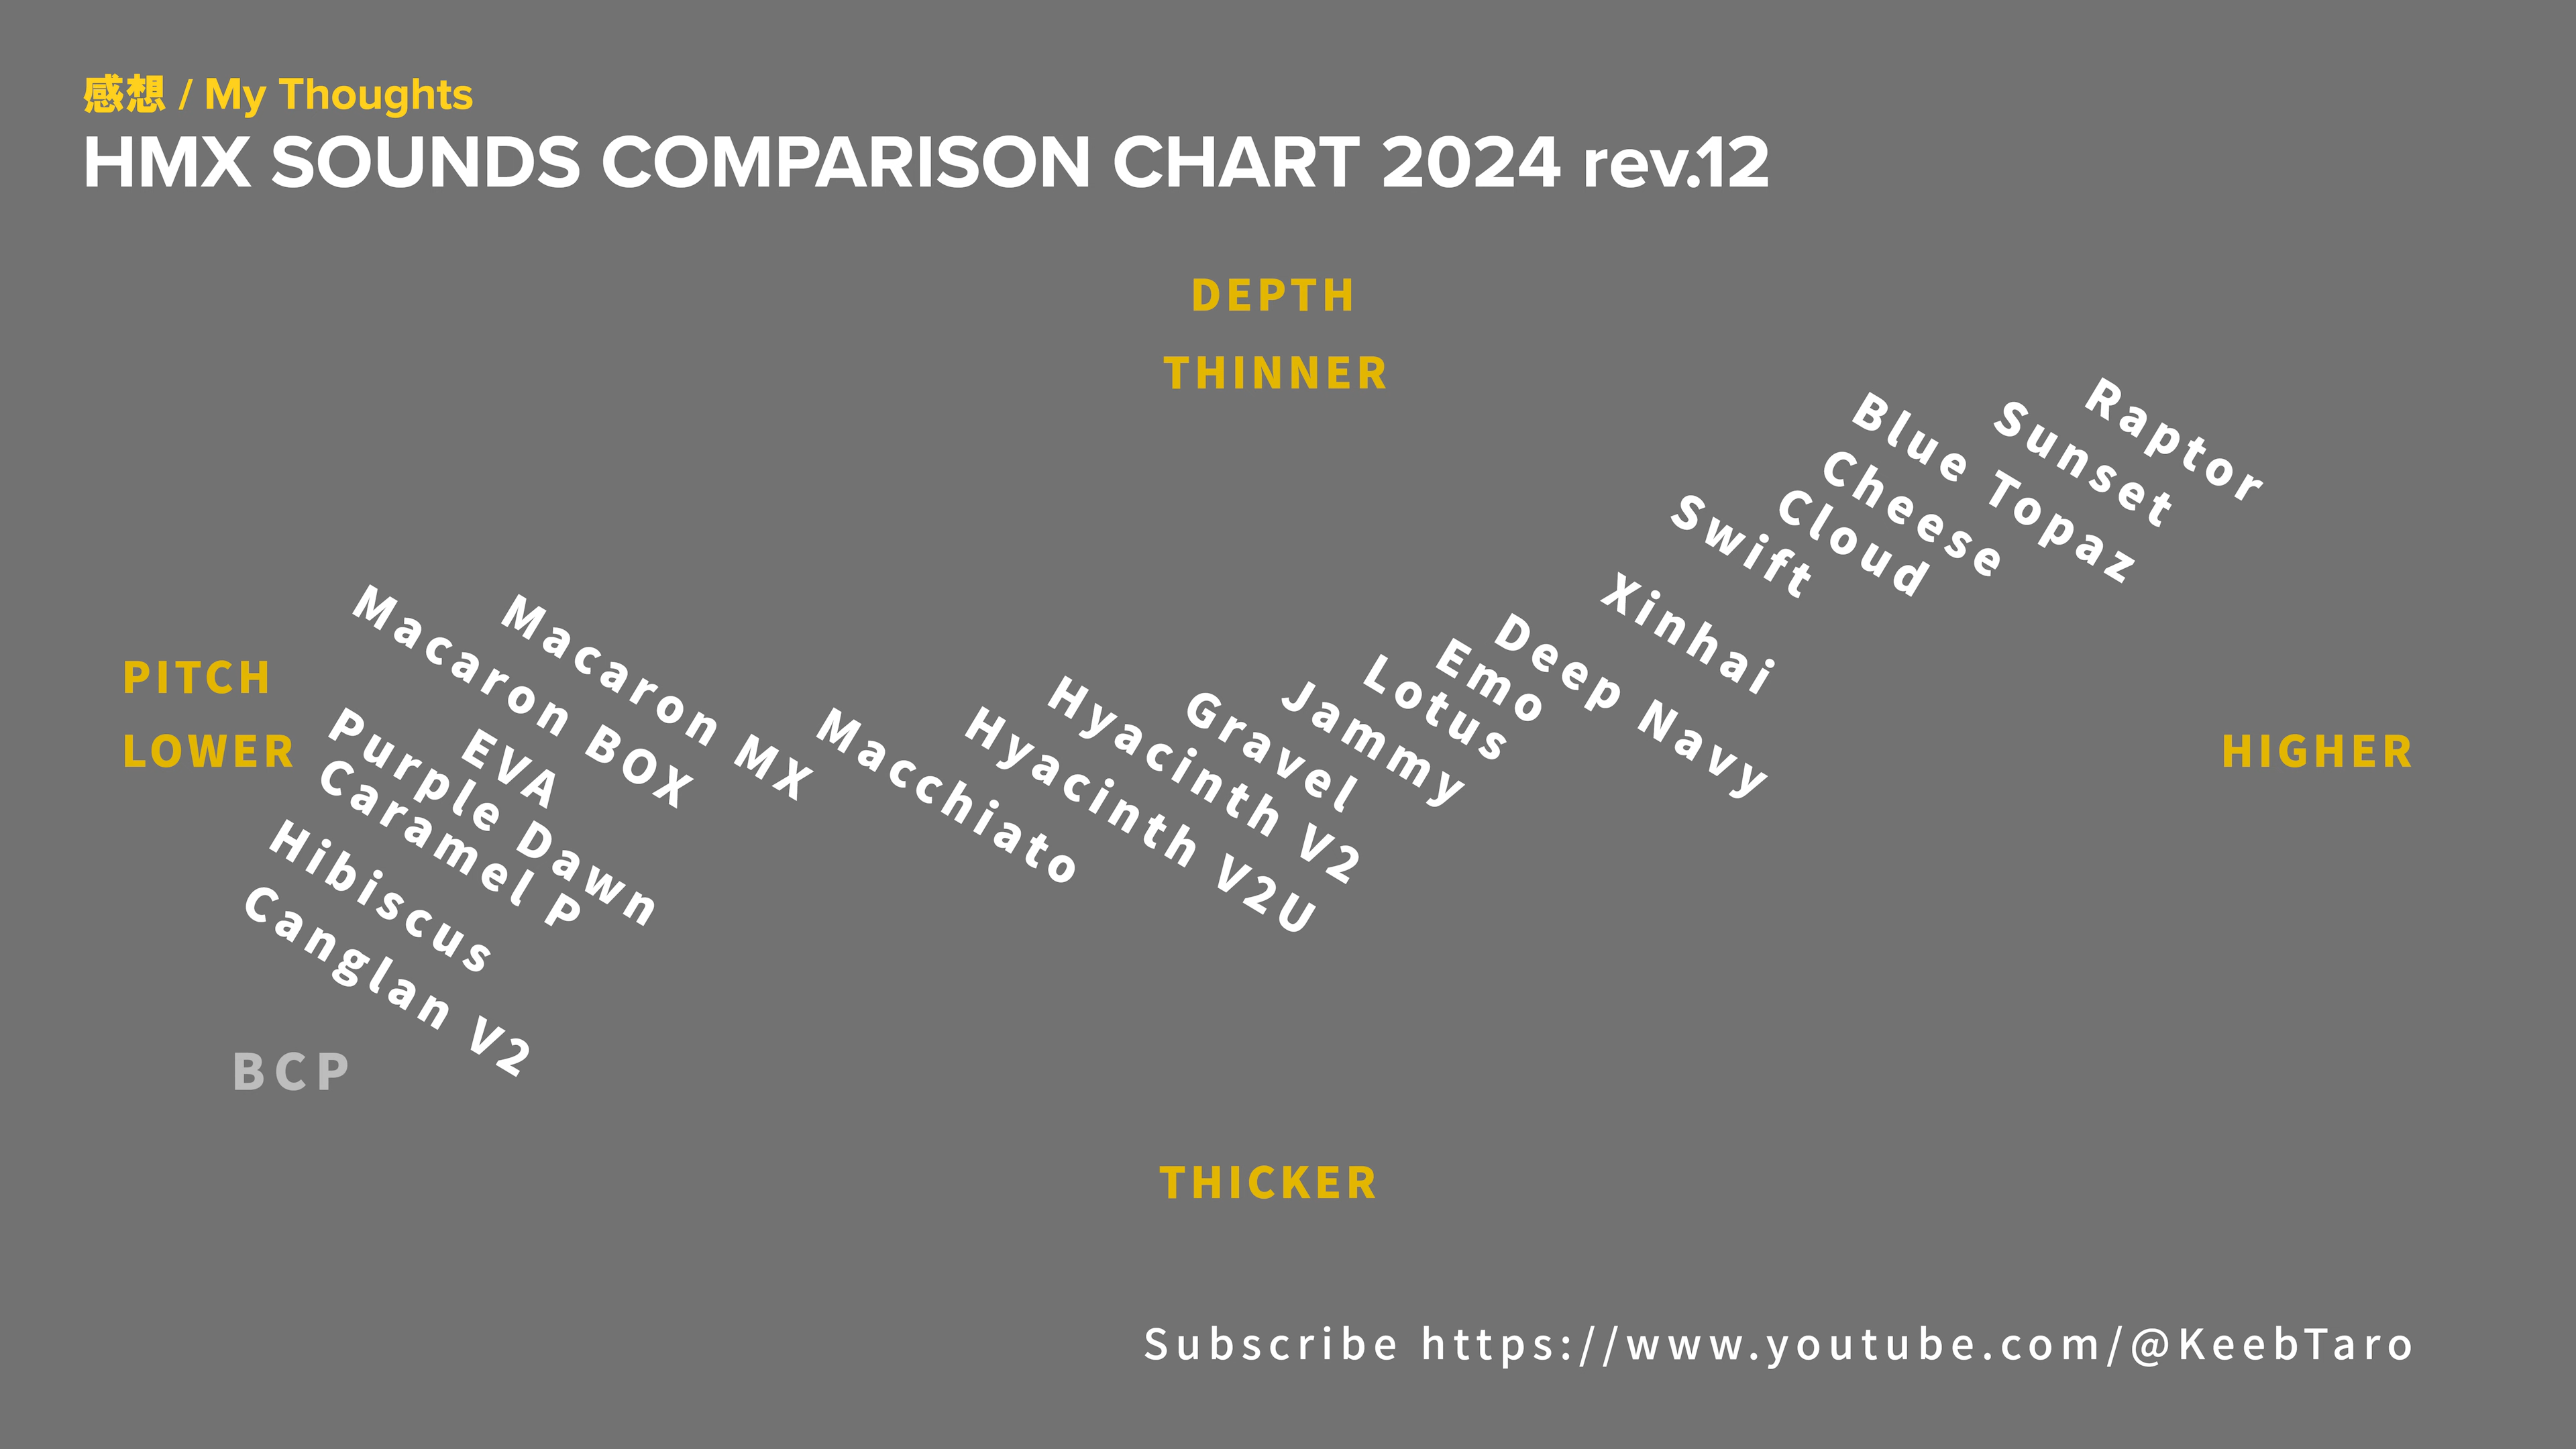 感想 / My Thoughts
HMX SOUNDS COMPARISON CHART 2024 rev.12
DEPTH
THINNER
Raptor
Sunset
Blue Topaz
Cheese
Cloud
Swift
Xinhai
Deep Navy
Emo
Lotus
Jammy
Gravel
Hyacinth V2
Hyacinth V2U
Macchiato
Macaron MX
Macaron BOX
EVA
Purple Dawn
Caramel P
Hibiscus
Canglan V2
BCP
PITCH
LOWER
HIGHER
THICKER
Subscribe https://www.youtube.com/@KeebTaro